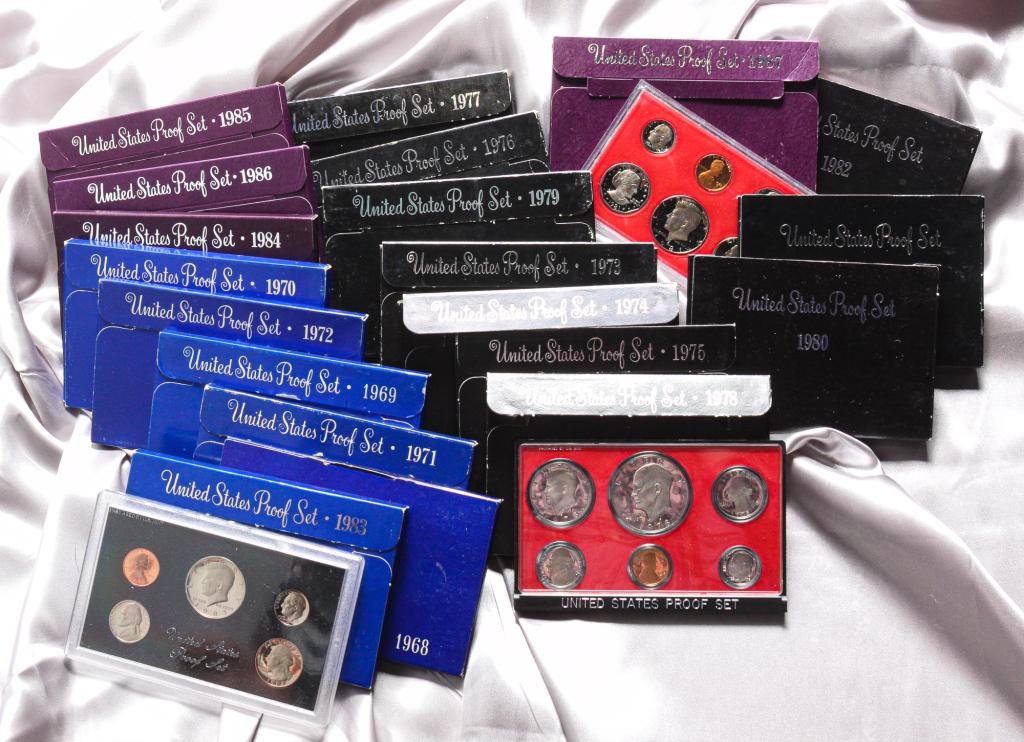 United States Proof Set · 1987
United States Proof Set · 1985
United States Proof Set · 1977
States Proof Set
1982
United States Proof Set · 1976
United States Proof Set · 1986
United States Proof Set · 1979
United States Proof Set · 1984
United States Proof Set
United States Proof Set · 1973
United States Proof Set · 1970
United States Proof Set · 1974
United States Proof Set
1980
United States Proof Set · 1972
United States Proof Set · 1975
United States Proof Set · 1969
United States Proof Set · 1978
United States Proof Set · 1971
United States Proof Set · 1983
UNITED STATES PROOF SET
1968
United States
Proof Set